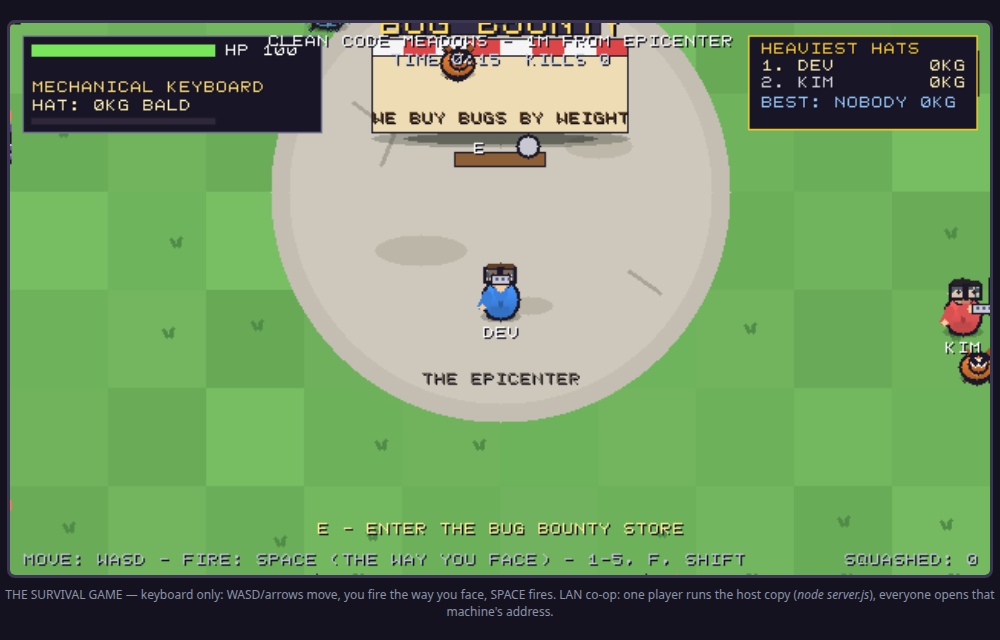 BUG BOUNTY
CLEAN CODE MEADOWS - 1M FROM EPICENTER
HP 100
TIME 0:15 KILLS 0
MECHANICAL KEYBOARD
HAT: 0KG BALD
HEAVIEST HATS
1. DEV 0KG
2. KIM 0KG
BEST: NOBODY 0KG
WE BUY BUGS BY WEIGHT
E
DEV
KIM
THE EPICENTER
E - ENTER THE BUG BOUNTY STORE
MOVE: WASD - FIRE: SPACE (THE WAY YOU FACE) - 1-5, F, SHIFT
SQUASHED: 0
THE SURVIVAL GAME — keyboard only: WASD/arrows move, you fire the way you face, SPACE fires. LAN co-op: one player runs the host copy (node server.js), everyone opens that
machine's address.